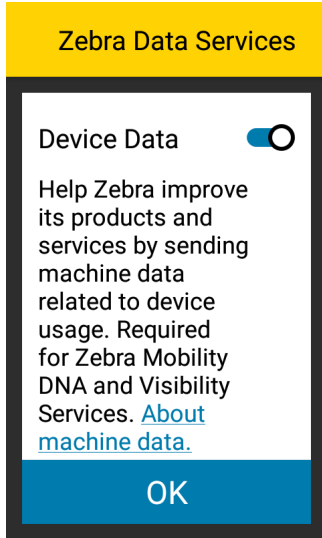 Zebra Data Services
Device Data
Help Zebra improve
its products and
services by sending
machine data
related to device
usage. Required
for Zebra Mobility
DNA and Visibility
Services. About
machine data.
OK